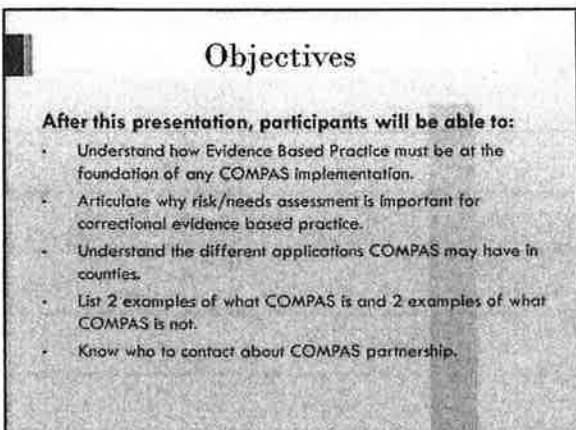 Objectives
After this presentation, participants will be able to:
• Understand how Evidence Based Practice must be at the
foundation of any COMPAS implementation.
• Articulate why risk/needs assessment is important for
correctional evidence based practice.
• Understand the different applications COMPAS may have in
counties.
• List 2 examples of what COMPAS is and 2 examples of what
COMPAS is not.
• Know who to contact about COMPAS partnership.